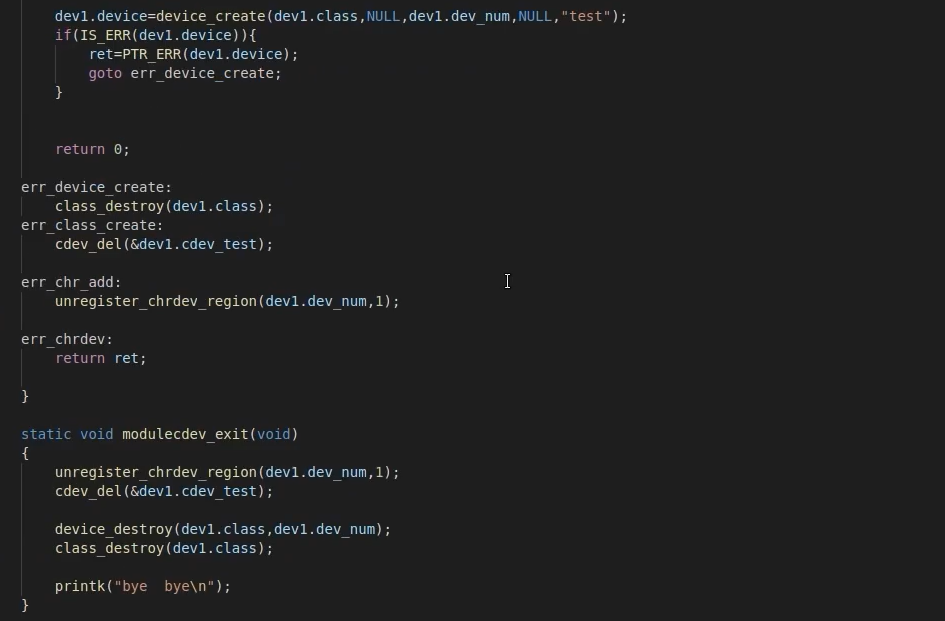 dev1.device=device_create(dev1.class,NULL,dev1.dev_num,NULL,"test");
if(IS_ERR(dev1.device)){
ret=PTR_ERR(dev1.device);
goto err_device_create;
}
return 0;
err_device_create:
class_destroy(dev1.class);
err_class_create:
cdev_del(&dev1.cdev_test);
err_chr_add:
unregister_chrdev_region(dev1.dev_num,1);
err_chrdev:
return ret;
}
static void modulecdev_exit(void)
{
unregister_chrdev_region(dev1.dev_num,1);
cdev_del(&dev1.cdev_test);
device_destroy(dev1.class,dev1.dev_num);
class_destroy(dev1.class);
printk("bye  bye\n");
}